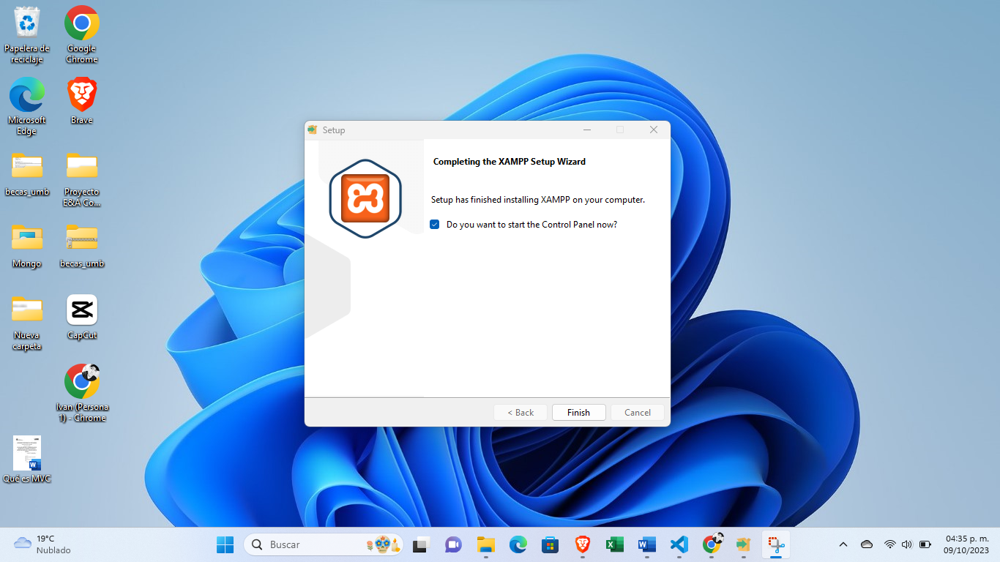 Papelera de
reciclaje
Google
Chrome
Microsoft
Edge
Brave
becas_umb
Proyecto
E&A Co...
Mongo
becas_umb
Nueva
carpeta
CapCut
Ivan (Persona
1) - Chrome
Qué es MVC
Setup
Completing the XAMPP Setup Wizard
Setup has finished installing XAMPP on your computer.
Do you want to start the Control Panel now?
< Back
Finish
Cancel
19°C
Nublado
Buscar
04:35 p. m.
09/10/2023